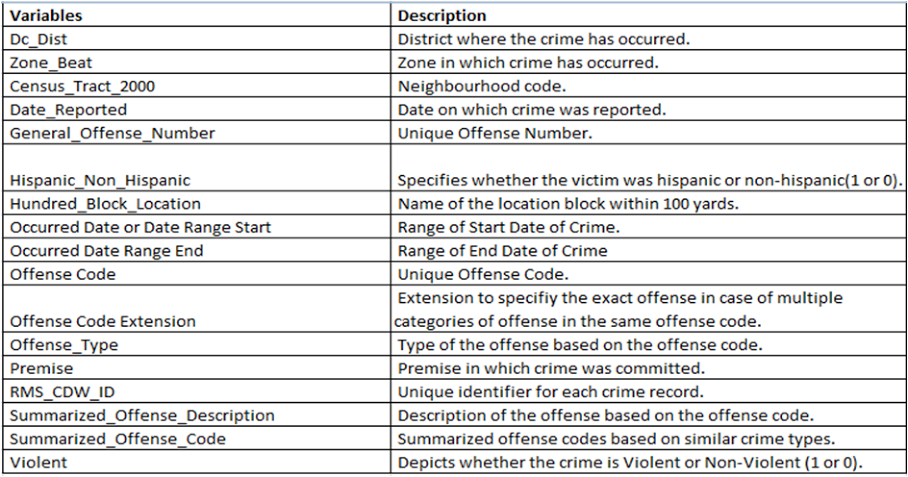 Variables Description
Dc_Dist District where the crime has occurred.
Zone_Beat Zone in which crime has occurred.
Census_Tract_2000 Neighbourhood code.
Date_Reported Date on which crime was reported.
General_Offense_Number Unique Offense Number.
Hispanic_Non_Hispanic Specifies whether the victim was hispanic or non-hispanic(1 or 0).
Hundred_Block_Location Name of the location block within 100 yards.
Occurred Date or Date Range Start Range of Start Date of Crime.
Occurred Date Range End Range of End Date of Crime
Offense Code Unique Offense Code.
Extension to specifiy the exact offense in case of multiple
Offense Code Extension categories of offense in the same offense code.
Offense_Type Type of the offense based on the offense code.
Premise Premise in which crime was committed.
RMS_CDW_ID Unique identifier for each crime record.
Summarized_Offense_Description Description of the offense based on the offense code.
Summarized_Offense_Code Summarized offense codes based on similar crime types.
Violent Depicts whether the crime is Violent or Non-Violent (1 or 0).